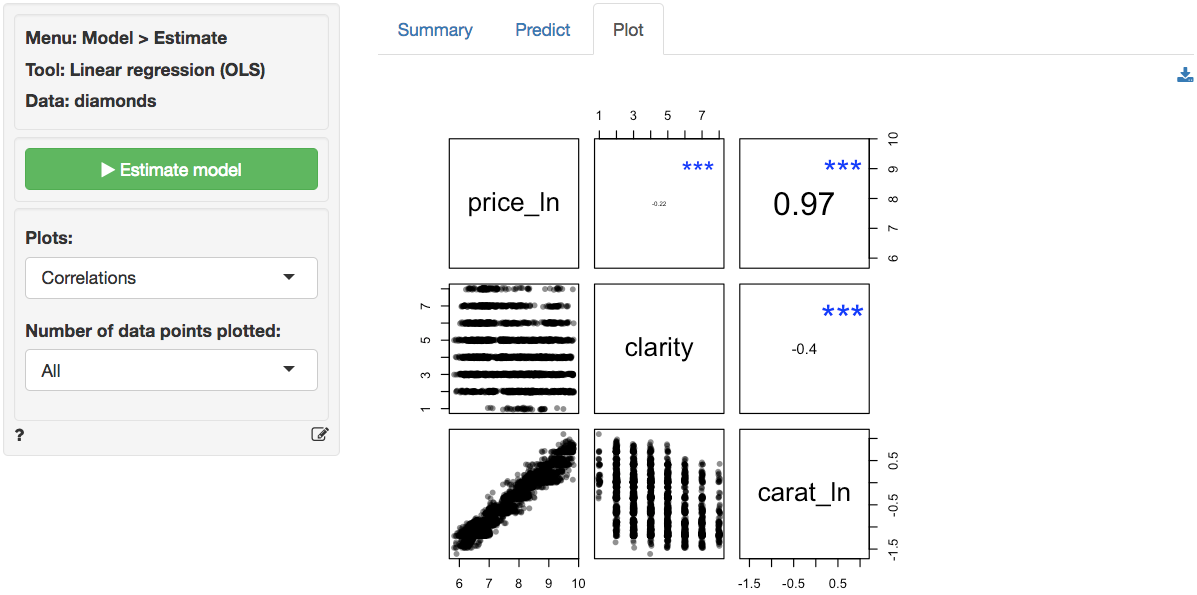 Menu: Model > Estimate
Tool: Linear regression (OLS)
Data: diamonds
Estimate model
Plots:
Correlations
Number of data points plotted:
All
?
Summary Predict Plot
1 3 5 7
price_ln
***
-0.22
***
0.97
10
9
8
7
6
7
5
3
1
clarity
***
-0.4
carat_ln
0.5
-0.5
-1.5
6 7 8 9 10
-1.5 -0.5 0.5